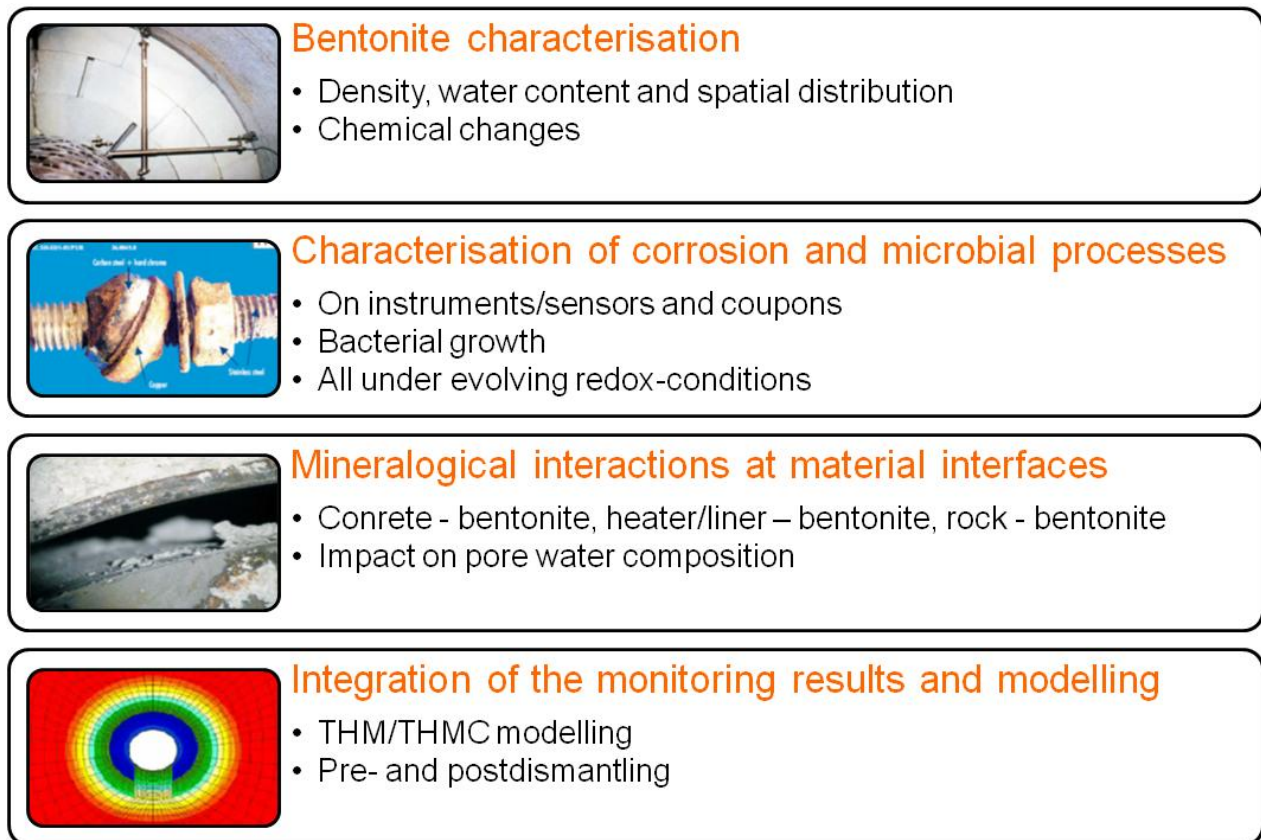 Bentonite characterisation
• Density, water content and spatial distribution
• Chemical changes
Characterisation of corrosion and microbial processes
Carbon steel + hard chrome
Copper
Stainless steel
• On instruments/sensors and coupons
• Bacterial growth
• All under evolving redox-conditions
Mineralogical interactions at material interfaces
• Conrete - bentonite, heater/liner – bentonite, rock - bentonite
• Impact on pore water composition
Integration of the monitoring results and modelling
• THM/THMC modelling
• Pre- and postdismantling